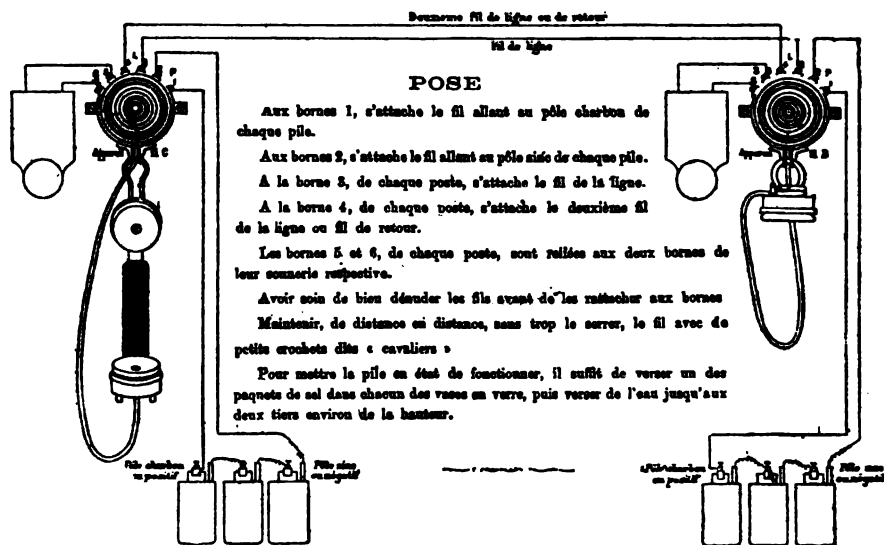 Deuxième fil de ligne ou de retour
Fil de ligne
POSE
Aux bornes 1, s'attache le fil allant au pôle charbon de
chaque pile.
Aux bornes 2, s'attache le fil allant au pôle zinc de chaque pile.
A la borne 3, de chaque poste, s'attache le fil de la ligne.
A la borne 4, de chaque poste, s'attache le deuxième fil
de la ligne ou fil de retour.
Les bornes 5 et 6, de chaque poste, sont reliées aux deux bornes de
leur sonnerie respective.
Avoir soin de bien dénuder les fils avant de les rattacher aux bornes
Maintenir, de distance en distance, sans trop le serrer, le fil avec de
petits crochets dits « cavaliers »
Pour mettre la pile en état de fonctionner, il suffit de verser un des
paquets de sel dans chacun des vases en verre, puis verser de l'eau jusqu'aux
deux tiers environ de la hauteur.
Appareil C
Appareil B
Pôle charbon
ou positif
Pôle zinc
ou négatif
Pôle charbon
ou positif
Pôle zinc
ou négatif